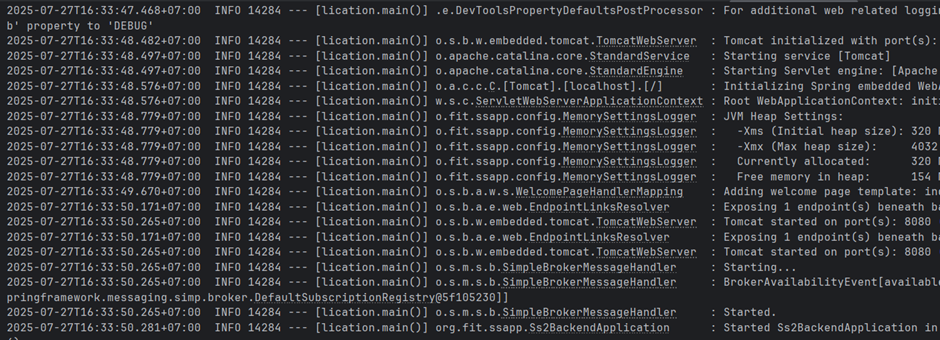 2025-07-27T16:33:47.468+07:00  INFO 14284 --- [lication.main()] .e.DevToolsPropertyDefaultsPostProcessor : For additional web related loggi
b' property to 'DEBUG'
2025-07-27T16:33:48.482+07:00  INFO 14284 --- [lication.main()] o.s.b.w.embedded.tomcat.TomcatWebServer  : Tomcat initialized with port(s):
2025-07-27T16:33:48.497+07:00  INFO 14284 --- [lication.main()] o.apache.catalina.core.StandardService   : Starting service [Tomcat]
2025-07-27T16:33:48.497+07:00  INFO 14284 --- [lication.main()] o.apache.catalina.core.StandardEngine    : Starting Servlet engine: [Apache
2025-07-27T16:33:48.576+07:00  INFO 14284 --- [lication.main()] o.a.c.c.C.[Tomcat].[localhost].[/]       : Initializing Spring embedded WebA
2025-07-27T16:33:48.576+07:00  INFO 14284 --- [lication.main()] w.s.c.ServletWebServerApplicationContext : Root WebApplicationContext: initi
2025-07-27T16:33:48.779+07:00  INFO 14284 --- [lication.main()] o.fit.ssapp.config.MemorySettingsLogger  : JVM Heap Settings:
2025-07-27T16:33:48.779+07:00  INFO 14284 --- [lication.main()] o.fit.ssapp.config.MemorySettingsLogger  :   -Xms (Initial heap size): 320
2025-07-27T16:33:48.779+07:00  INFO 14284 --- [lication.main()] o.fit.ssapp.config.MemorySettingsLogger  :   -Xmx (Max heap size):     4032
2025-07-27T16:33:48.779+07:00  INFO 14284 --- [lication.main()] o.fit.ssapp.config.MemorySettingsLogger  :   Currently allocated:      320
2025-07-27T16:33:48.779+07:00  INFO 14284 --- [lication.main()] o.fit.ssapp.config.MemorySettingsLogger  :   Free memory in heap:      154
2025-07-27T16:33:49.670+07:00  INFO 14284 --- [lication.main()] o.s.b.a.w.s.WelcomePageHandlerMapping    : Adding welcome page template: in
2025-07-27T16:33:50.171+07:00  INFO 14284 --- [lication.main()] o.s.b.a.e.web.EndpointLinksResolver      : Exposing 1 endpoint(s) beneath ba
2025-07-27T16:33:50.265+07:00  INFO 14284 --- [lication.main()] o.s.b.w.embedded.tomcat.TomcatWebServer  : Tomcat started on port(s): 8080
2025-07-27T16:33:50.171+07:00  INFO 14284 --- [lication.main()] o.s.b.a.e.web.EndpointLinksResolver      : Exposing 1 endpoint(s) beneath ba
2025-07-27T16:33:50.265+07:00  INFO 14284 --- [lication.main()] o.s.b.w.embedded.tomcat.TomcatWebServer  : Tomcat started on port(s): 8080
2025-07-27T16:33:50.265+07:00  INFO 14284 --- [lication.main()] o.s.m.s.b.SimpleBrokerMessageHandler     : Starting...
2025-07-27T16:33:50.265+07:00  INFO 14284 --- [lication.main()] o.s.m.s.b.SimpleBrokerMessageHandler     : BrokerAvailabilityEvent[available
pringframework.messaging.simp.broker.DefaultSubscriptionRegistry@5f105230]]
2025-07-27T16:33:50.265+07:00  INFO 14284 --- [lication.main()] o.s.m.s.b.SimpleBrokerMessageHandler     : Started.
2025-07-27T16:33:50.281+07:00  INFO 14284 --- [lication.main()] org.fit.ssapp.Ss2BackendApplication      : Started Ss2BackendApplication in